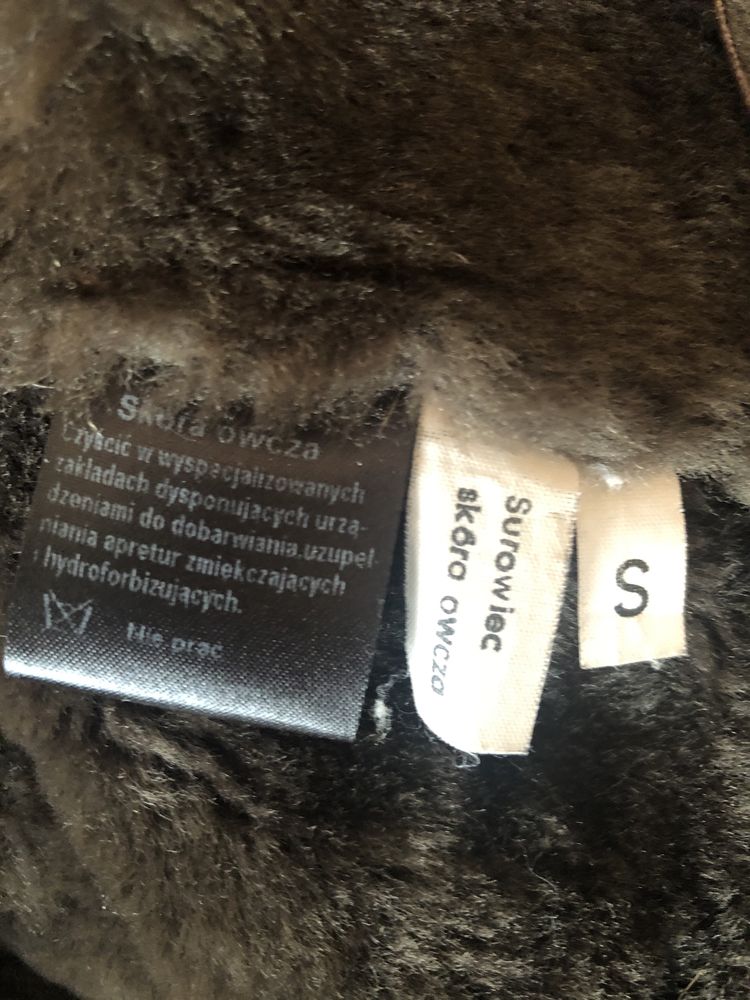 Skóra owcza
Czyścić w wyspecjalizowanych
zakładach dysponujących urzą-
dzeniami do dobarwiania uzupeł-
niania apretur zmiękczających
i hydroforbizujących.
Nie prać
Surowiec
skóra owcza
S